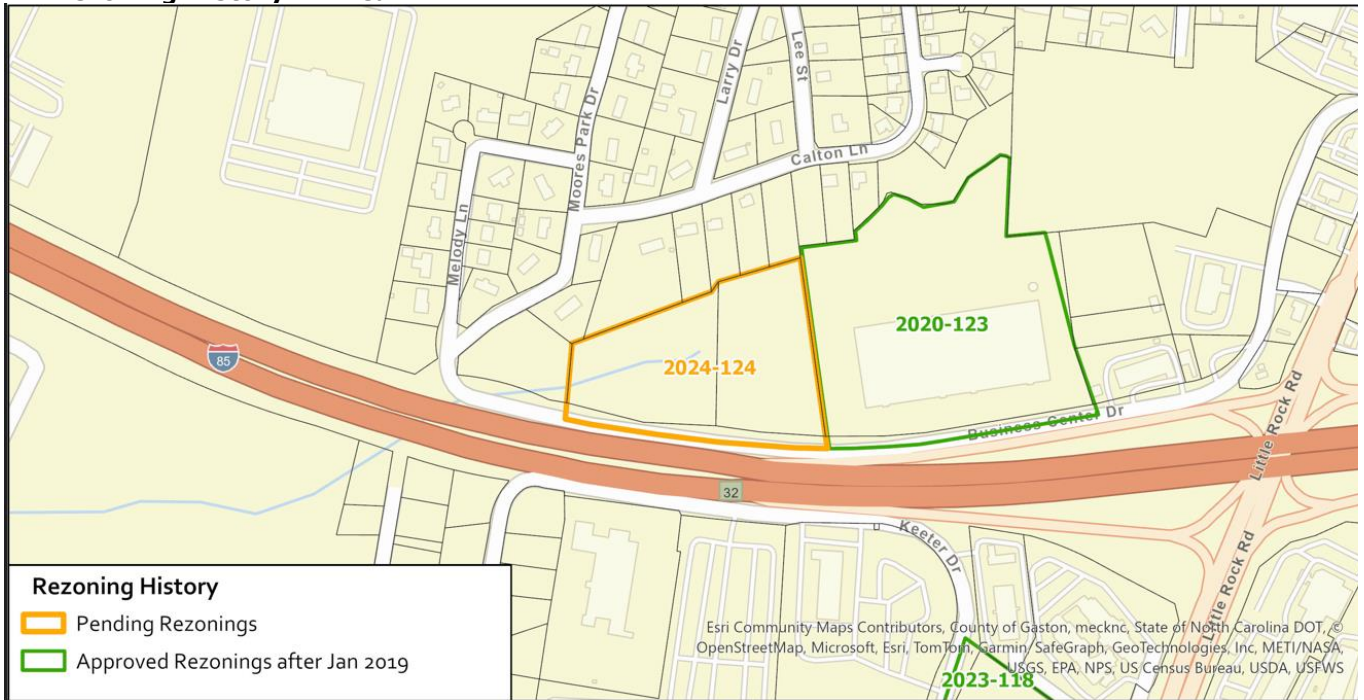 Larry Dr
Lee St
Moores Park Dr
Calton Ln
Melody Ln
2020-123
85
2024-124
Business Center Dr
Little Rock Rd
32
Keeter Dr
Little Rock Rd
Rezoning History
Pending Rezonings
Approved Rezonings after Jan 2019
Esri Community Maps Contributors, County of Gaston, mecknc, State of North Carolina DOT, ©
OpenStreetMap, Microsoft, Esri, TomTom, Garmin, SafeGraph, GeoTechnologies, Inc, METI/NASA,
USGS, EPA, NPS, US Census Bureau, USDA, USFWS
2023-118